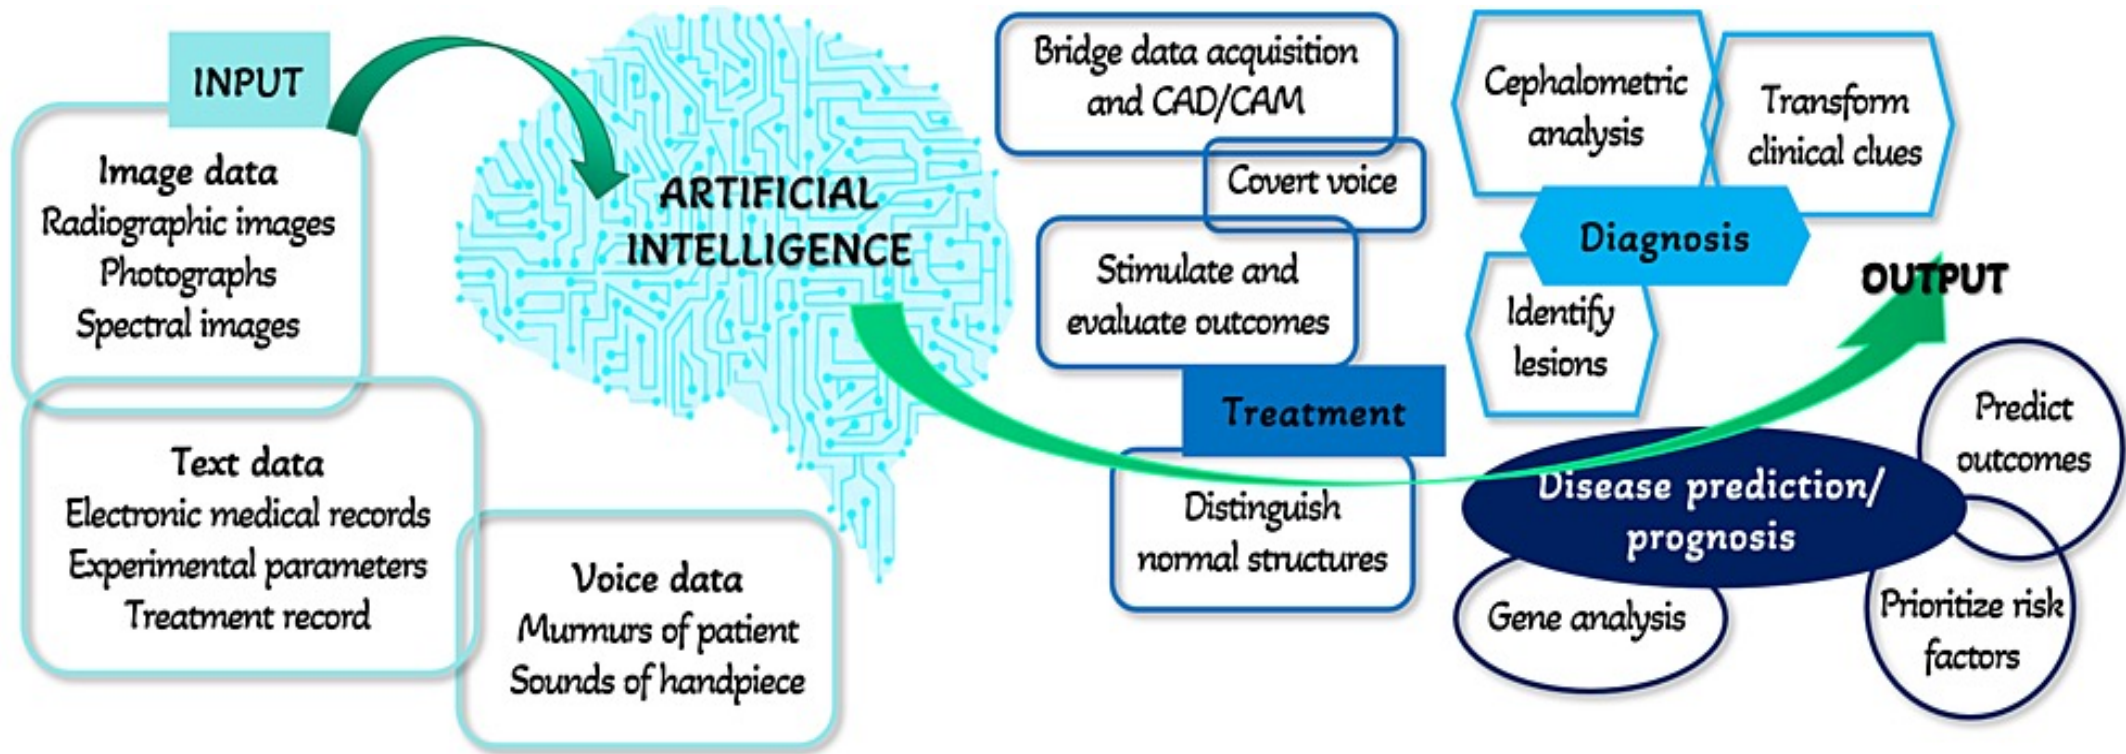 INPUT
Image data
Radiographic images
Photographs
Spectral images
Text data
Electronic medical records
Experimental parameters
Treatment record
Voice data
Murmurs of patient
Sounds of handpiece
ARTIFICIAL
INTELLIGENCE
Bridge data acquisition
and CAD/CAM
Covert voice
Stimulate and
evaluate outcomes
Treatment
Distinguish
normal structures
Cephalometric
analysis
Transform
clinical clues
Diagnosis
Identify
lesions
OUTPUT
Disease prediction/
prognosis
Predict
outcomes
Gene analysis
Prioritize risk
factors